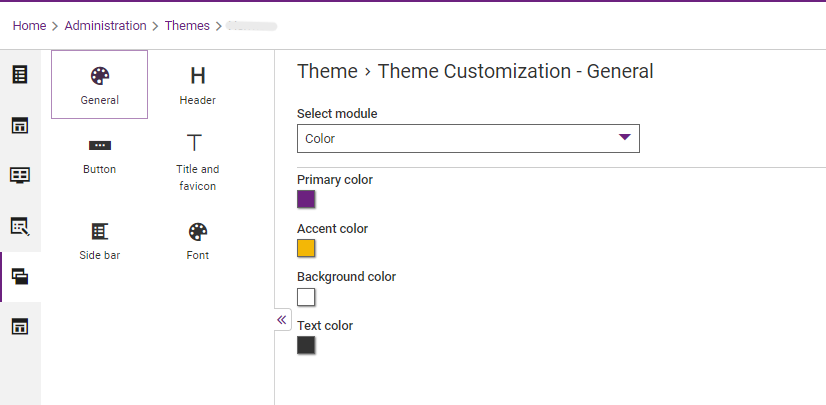 Home > Administration > Themes >
General
Header
Button
Title and
favicon
Side bar
Font
Theme › Theme Customization - General
Select module
Color
Primary color
Accent color
Background color
Text color